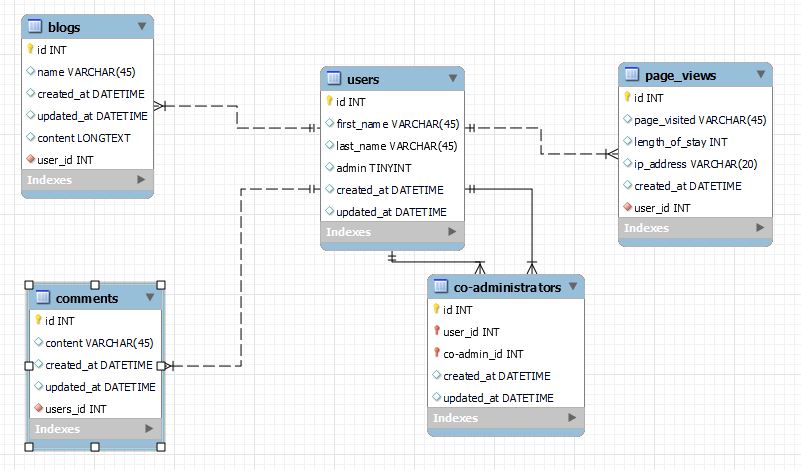 blogs
id INT
name VARCHAR(45)
created_at DATETIME
updated_at DATETIME
content LONGTEXT
user_id INT
Indexes
users
id INT
first_name VARCHAR(45)
last_name VARCHAR(45)
admin TINYINT
created_at DATETIME
updated_at DATETIME
Indexes
page_views
id INT
page_visited VARCHAR(45)
length_of_stay INT
ip_address VARCHAR(20)
created_at DATETIME
user_id INT
Indexes
comments
id INT
content VARCHAR(45)
created_at DATETIME
updated_at DATETIME
users_id INT
Indexes
co-administrators
id INT
user_id INT
co-admin_id INT
created_at DATETIME
updated_at DATETIME
Indexes